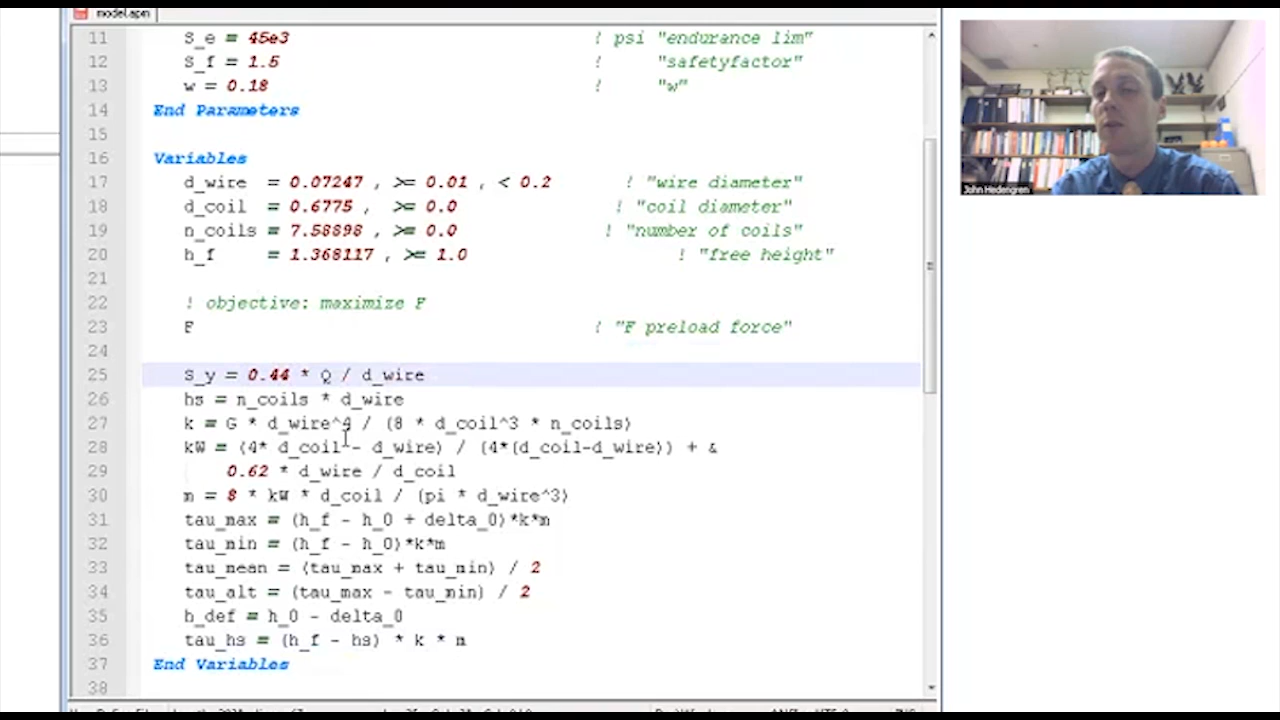 model.apm
11 S_e = 45e3 ! psi "endurance lim"
12 S_f = 1.5 ! "safetyfactor"
13 w = 0.18 ! "w"
14 End Parameters
15
16 Variables
17 d_wire = 0.07247 , >= 0.01 , < 0.2 ! "wire diameter"
18 d_coil = 0.6775 , >= 0.0 ! "coil diameter"
19 n_coils = 7.58898 , >= 0.0 ! "number of coils"
20 h_f = 1.368117 , >= 1.0 ! "free height"
21
22 ! objective: maximize F
23 F ! "F preload force"
24
25 S_y = 0.44 * Q / d_wire
26 hs = n_coils * d_wire
27 k = G * d_wire^4 / (8 * d_coil^3 * n_coils)
28 kW = (4* d_coil - d_wire) / (4*(d_coil-d_wire)) + &
29 0.62 * d_wire / d_coil
30 m = 8 * kW * d_coil / (pi * d_wire^3)
31 tau_max = (h_f - h_0 + delta_0)*k*m
32 tau_min = (h_f - h_0)*k*m
33 tau_mean = (tau_max + tau_min) / 2
34 tau_alt = (tau_max - tau_min) / 2
35 h_def = h_0 - delta_0
36 tau_hs = (h_f - hs) * k * m
37 End Variables
38
John Hedengren